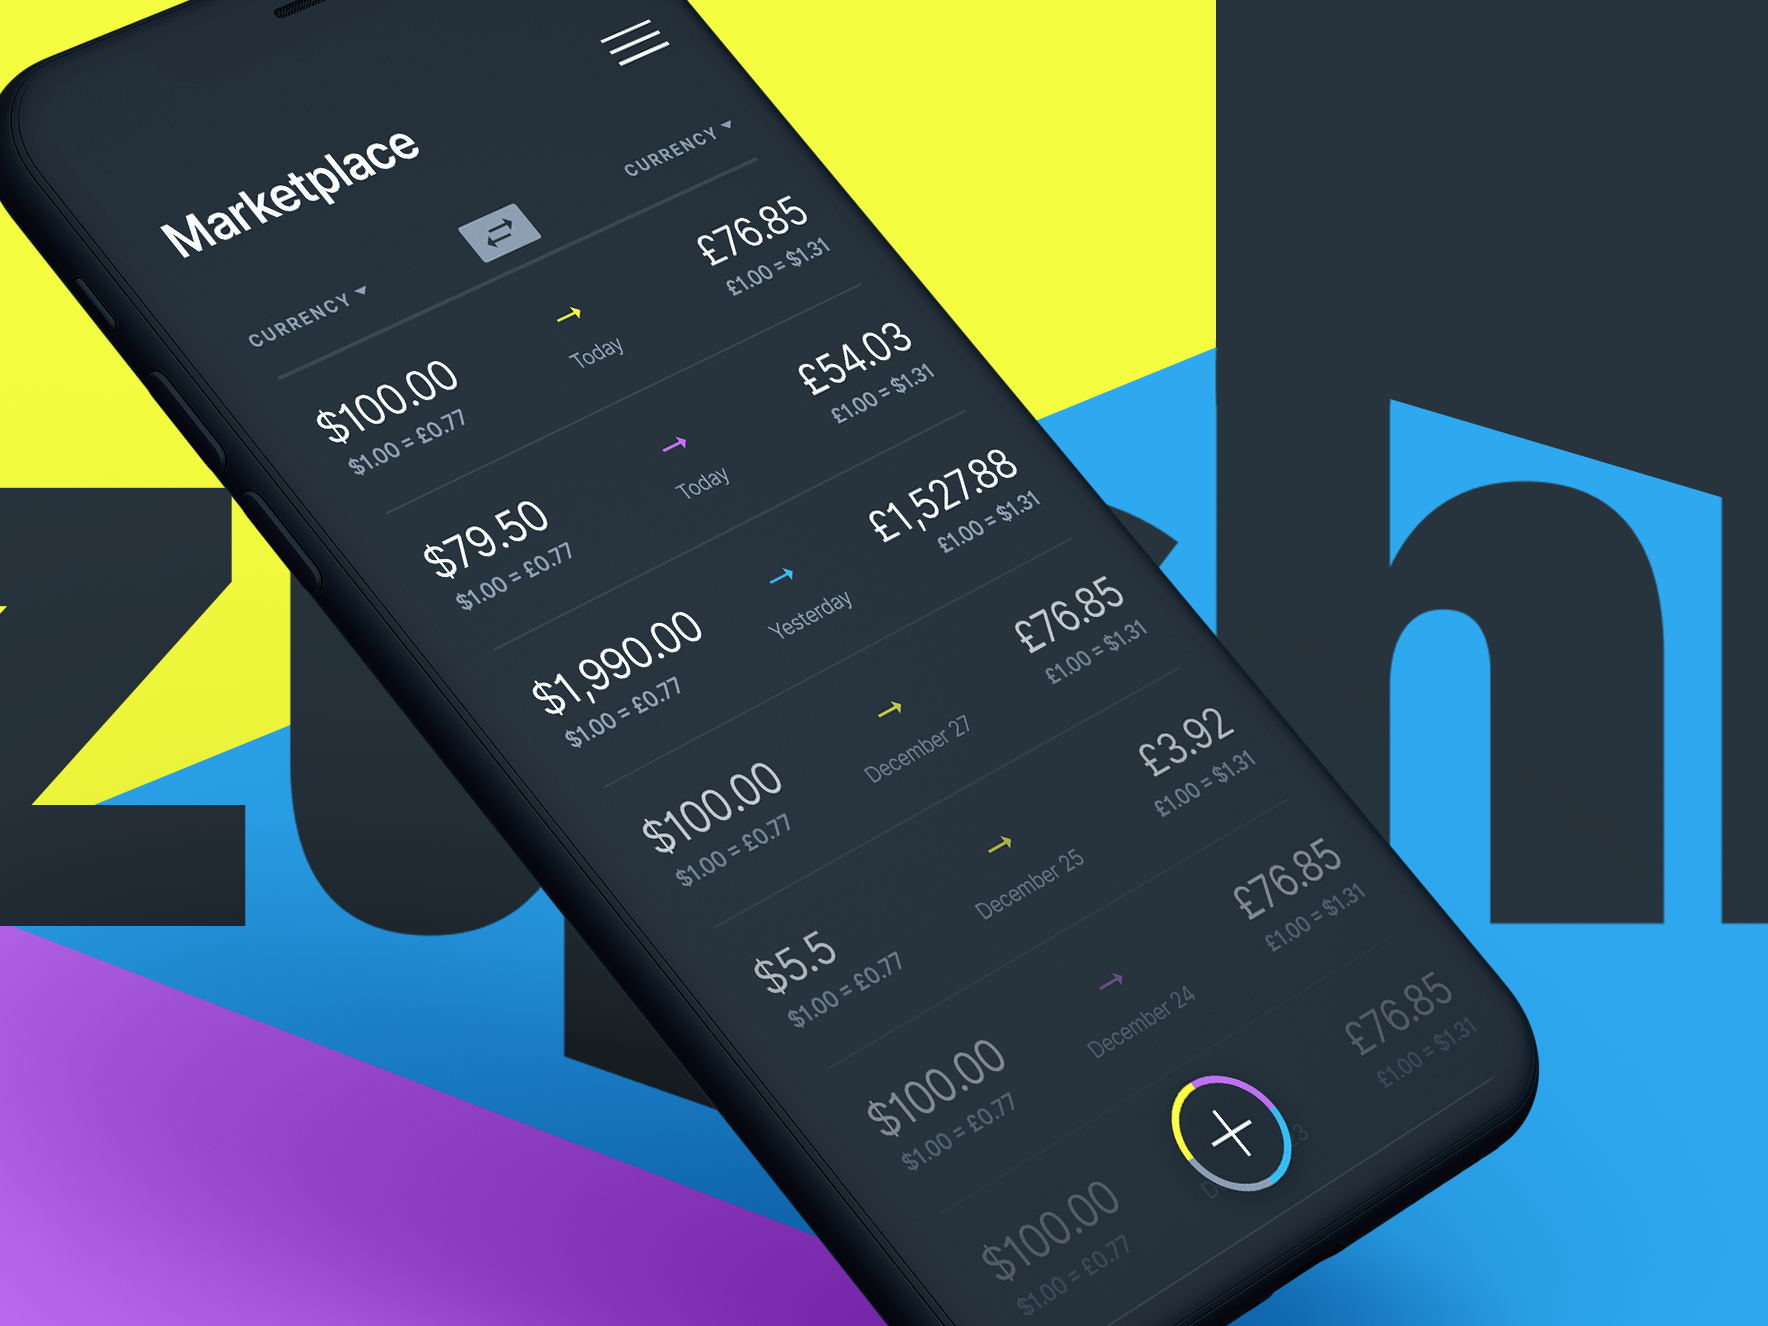 Marketplace
CURRENCY
CURRENCY
$100.00
$1.00 = £0.77
Today
£76.85
£1.00 = $1.31
$79.50
$1.00 = £0.77
Today
£54.03
£1.00 = $1.31
$1,990.00
$1.00 = £0.77
Yesterday
£1,527.88
£1.00 = $1.31
$100.00
$1.00 = £0.77
December 27
£76.85
£1.00 = $1.31
$5.5
$1.00 = £0.77
December 25
£3.92
£1.00 = $1.31
$100.00
$1.00 = £0.77
December 24
£76.85
£1.00 = $1.31
$100.00
$1.00 = £0.77
£76.85
£1.00 = $1.31